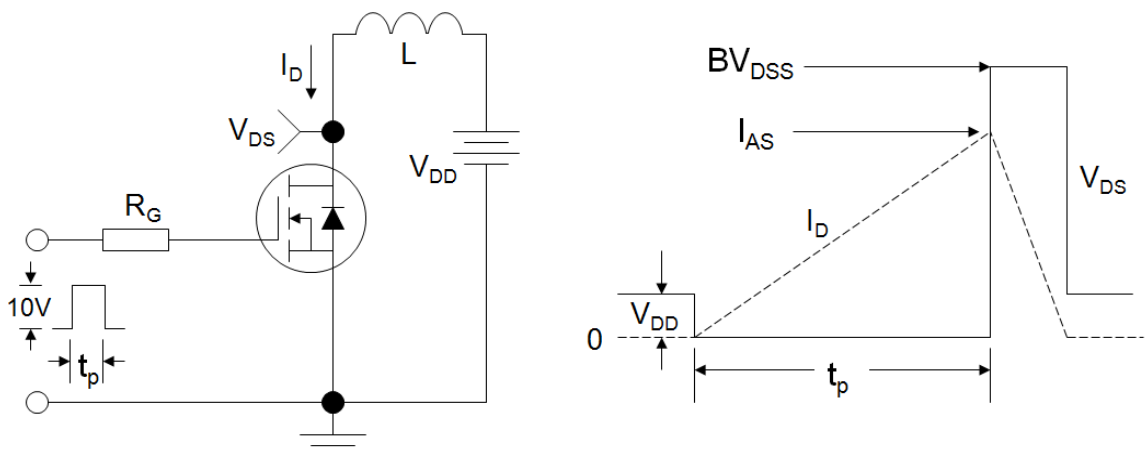 I_D
L
V_DS
V_DD
R_G
10V
t_p
BV_DSS
I_AS
V_DS
I_D
V_DD
0
t_p